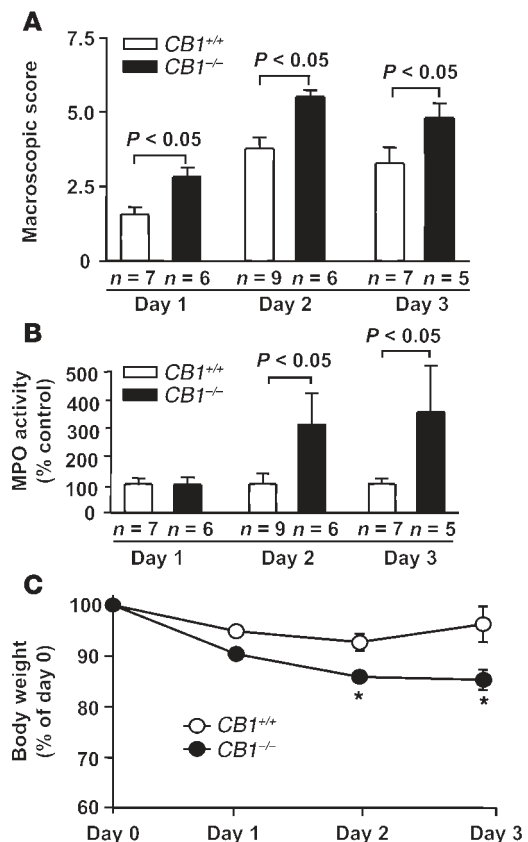 A
Macroscopic score
7.5
5.0
2.5
0
CB1+/+
CB1−/−
P < 0.05
P < 0.05
P < 0.05
n = 7 n = 6 n = 9 n = 6 n = 7 n = 5
Day 1 Day 2 Day 3
B
MPO activity
(% control)
500
400
300
200
100
0
CB1+/+
CB1−/−
P < 0.05
P < 0.05
n = 7 n = 6 n = 9 n = 6 n = 7 n = 5
Day 1 Day 2 Day 3
C
Body weight
(% of day 0)
100
90
80
70
60
CB1+/+
CB1−/−
* *
Day 0 Day 1 Day 2 Day 3